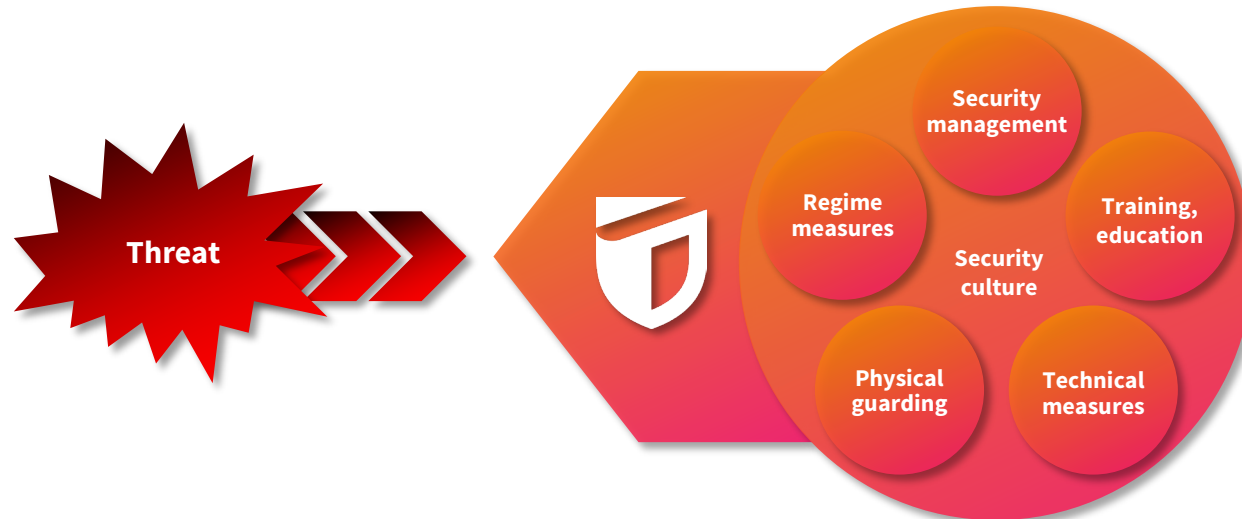 Threat
Security
management
Regime
measures
Training,
education
Security
culture
Physical
guarding
Technical
measures